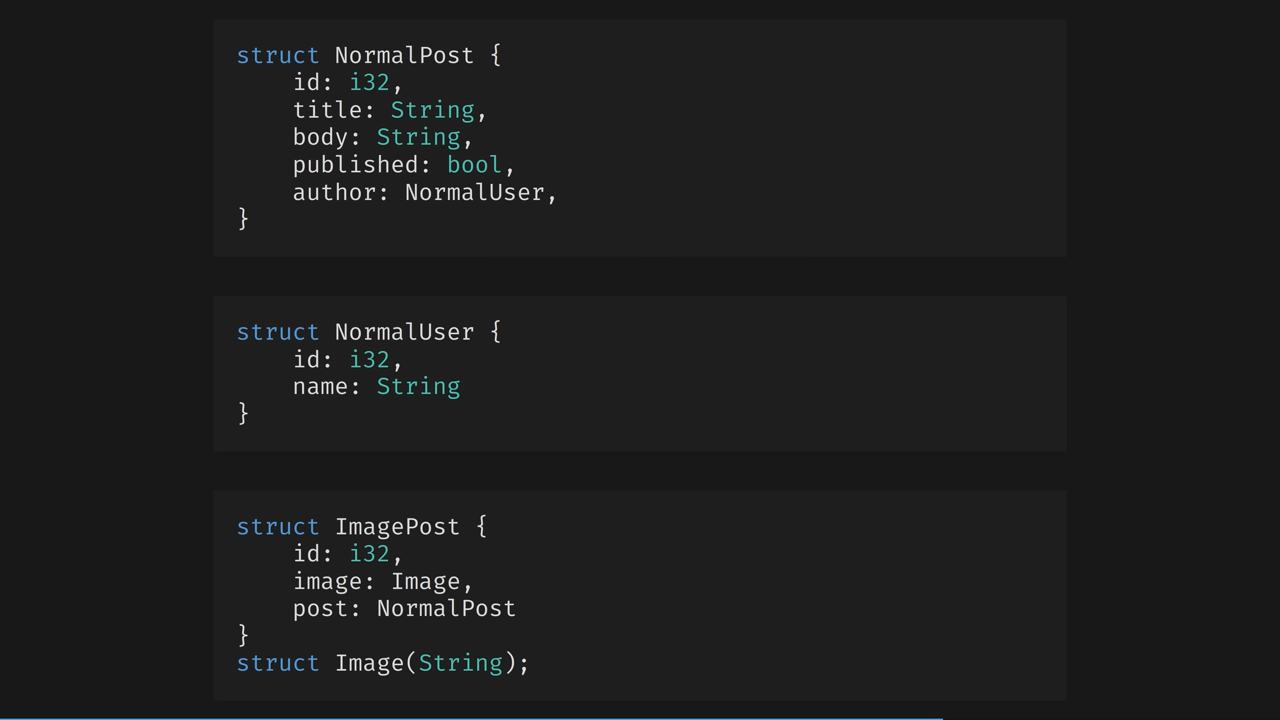 struct NormalPost {
    id: i32,
    title: String,
    body: String,
    published: bool,
    author: NormalUser,
}
struct NormalUser {
    id: i32,
    name: String
}
struct ImagePost {
    id: i32,
    image: Image,
    post: NormalPost
}
struct Image(String);